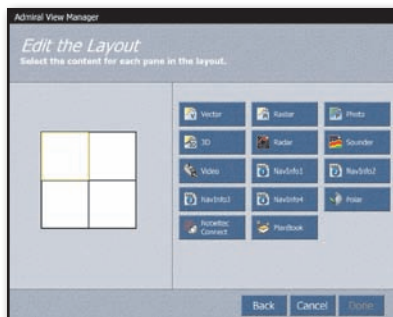 Admiral View Manager
Edit the Layout
Select the content for each pane in the layout.
Vector
Raster
Photo
3D
Radar
Sounder
Video
NavInfo1
NavInfo2
NavInfo3
NavInfo4
Polar
Nobeltec
Connect
PlanBook
Back
Cancel
Done